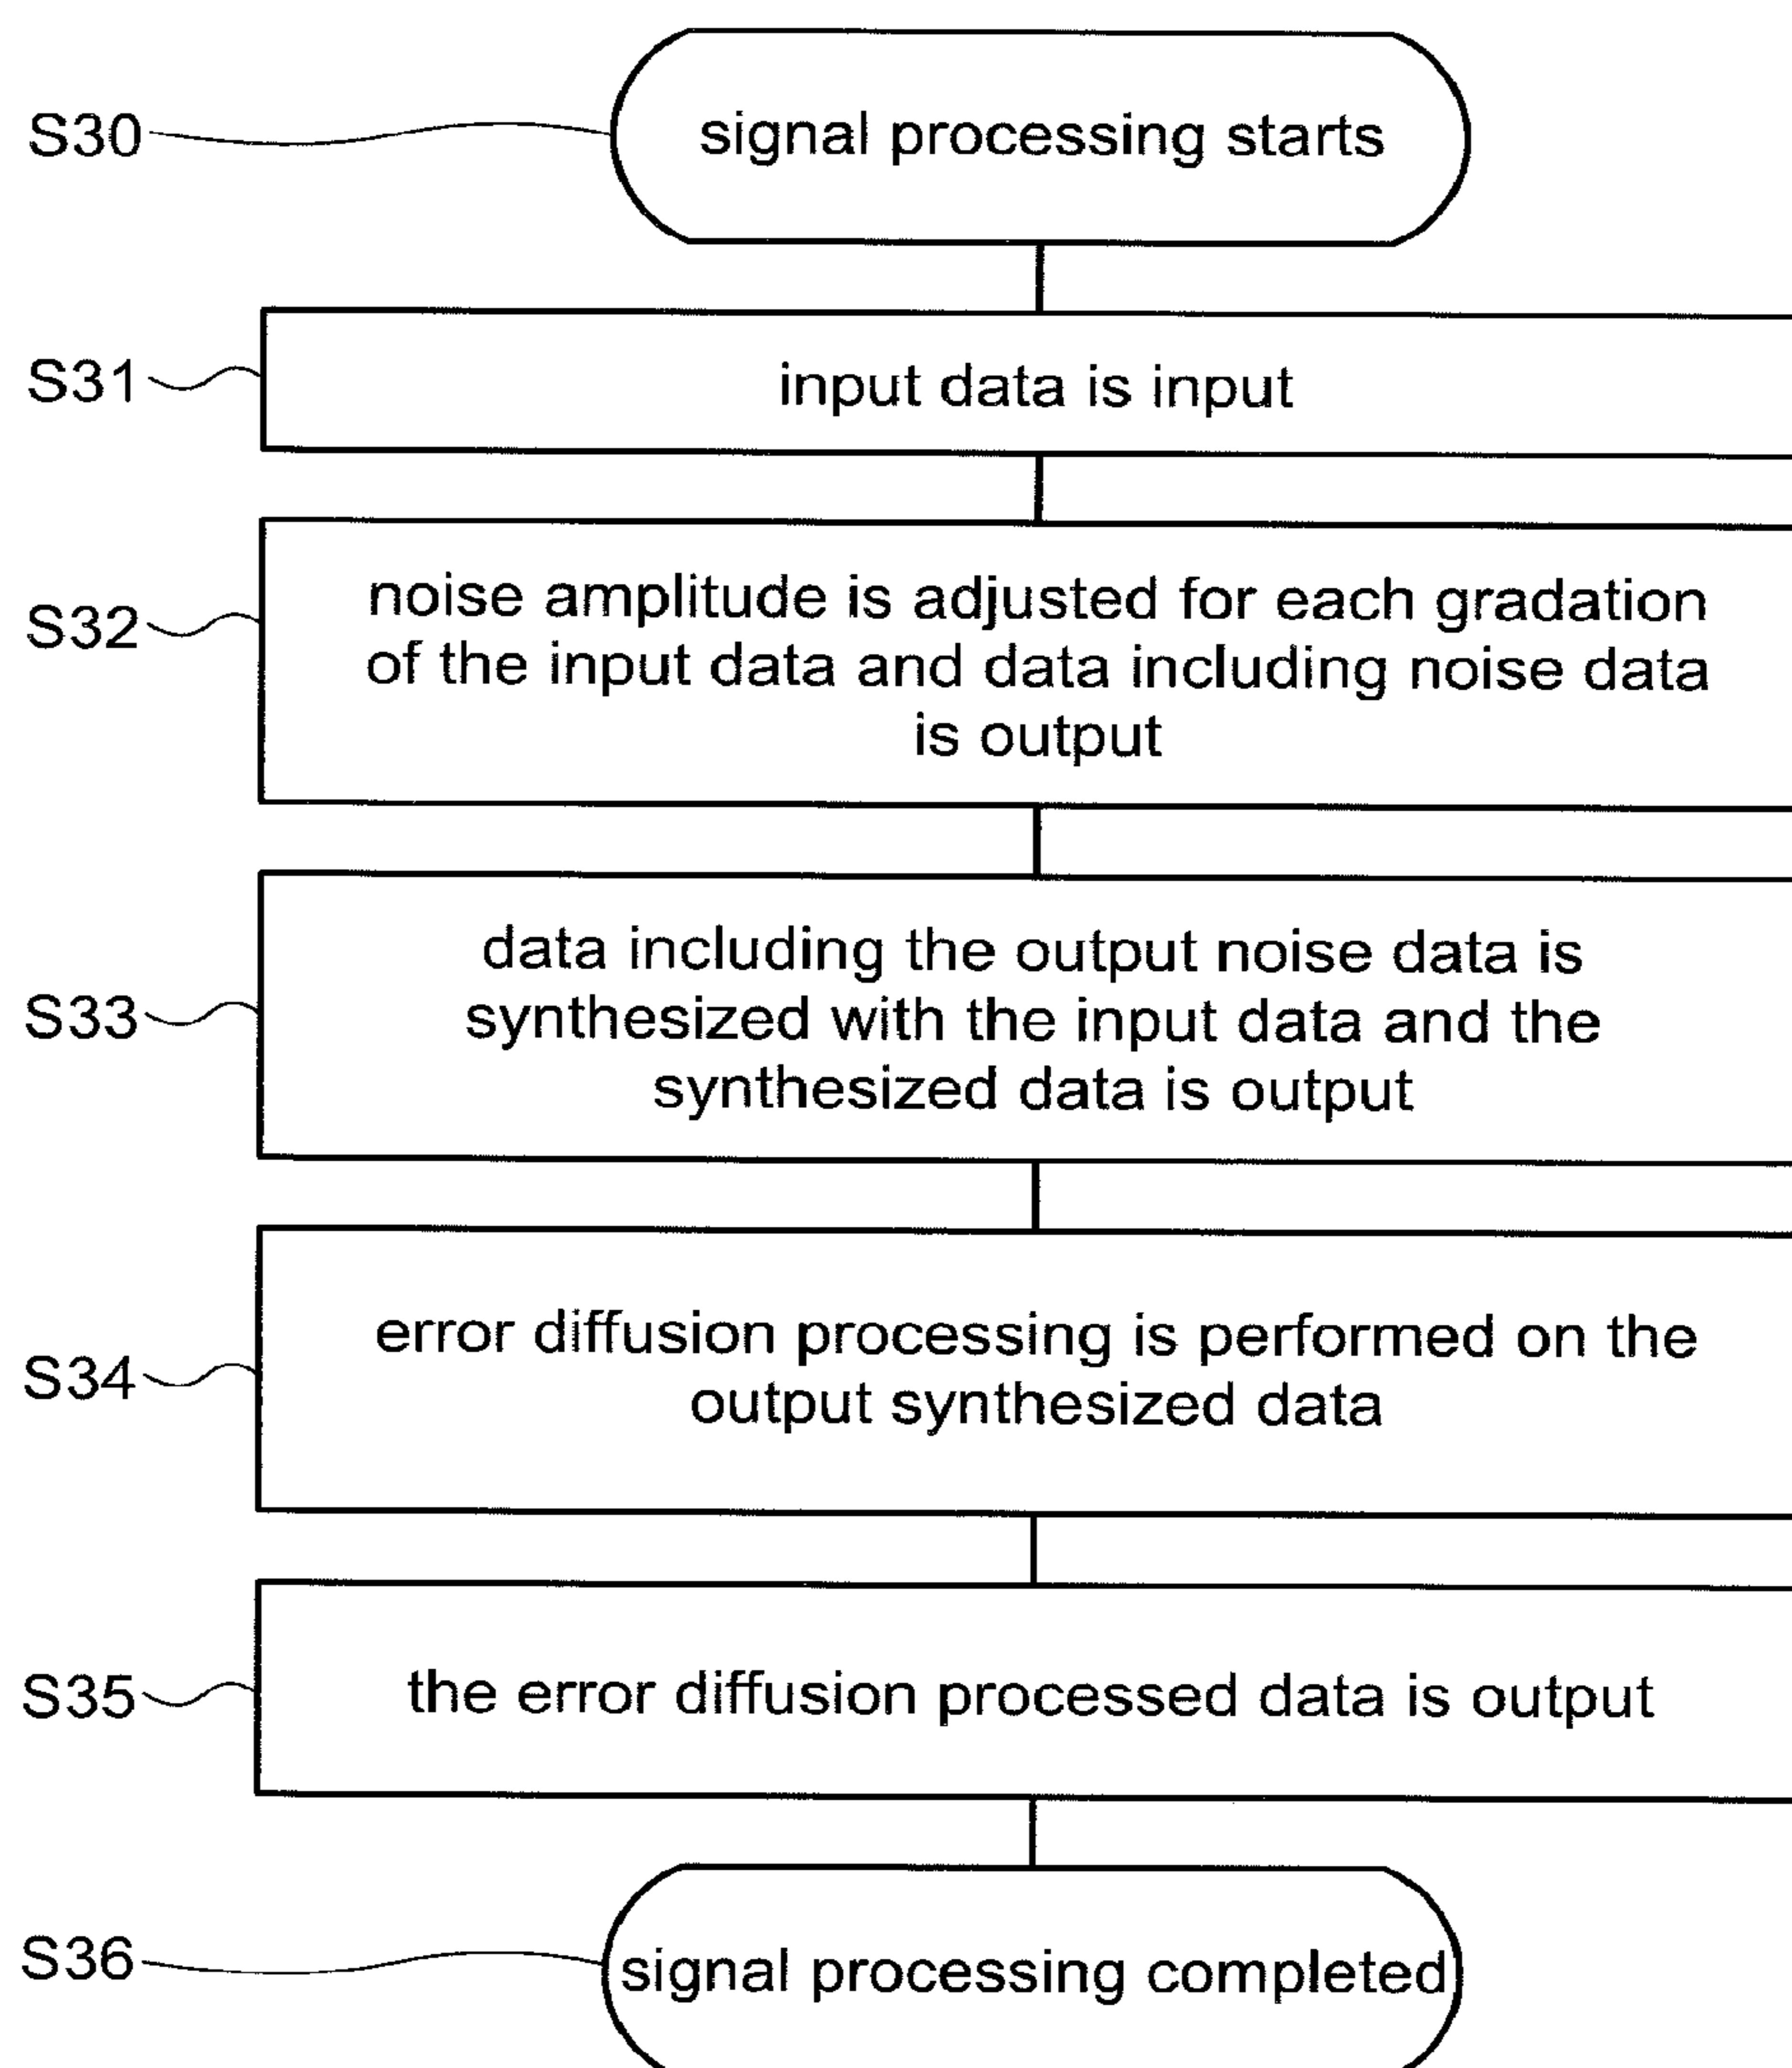 S30
signal processing starts
S31
input data is input
S32
noise amplitude is adjusted for each gradation
of the input data and data including noise data
is output
S33
data including the output noise data is
synthesized with the input data and the
synthesized data is output
S34
error diffusion processing is performed on the
output synthesized data
S35
the error diffusion processed data is output
S36
signal processing completed